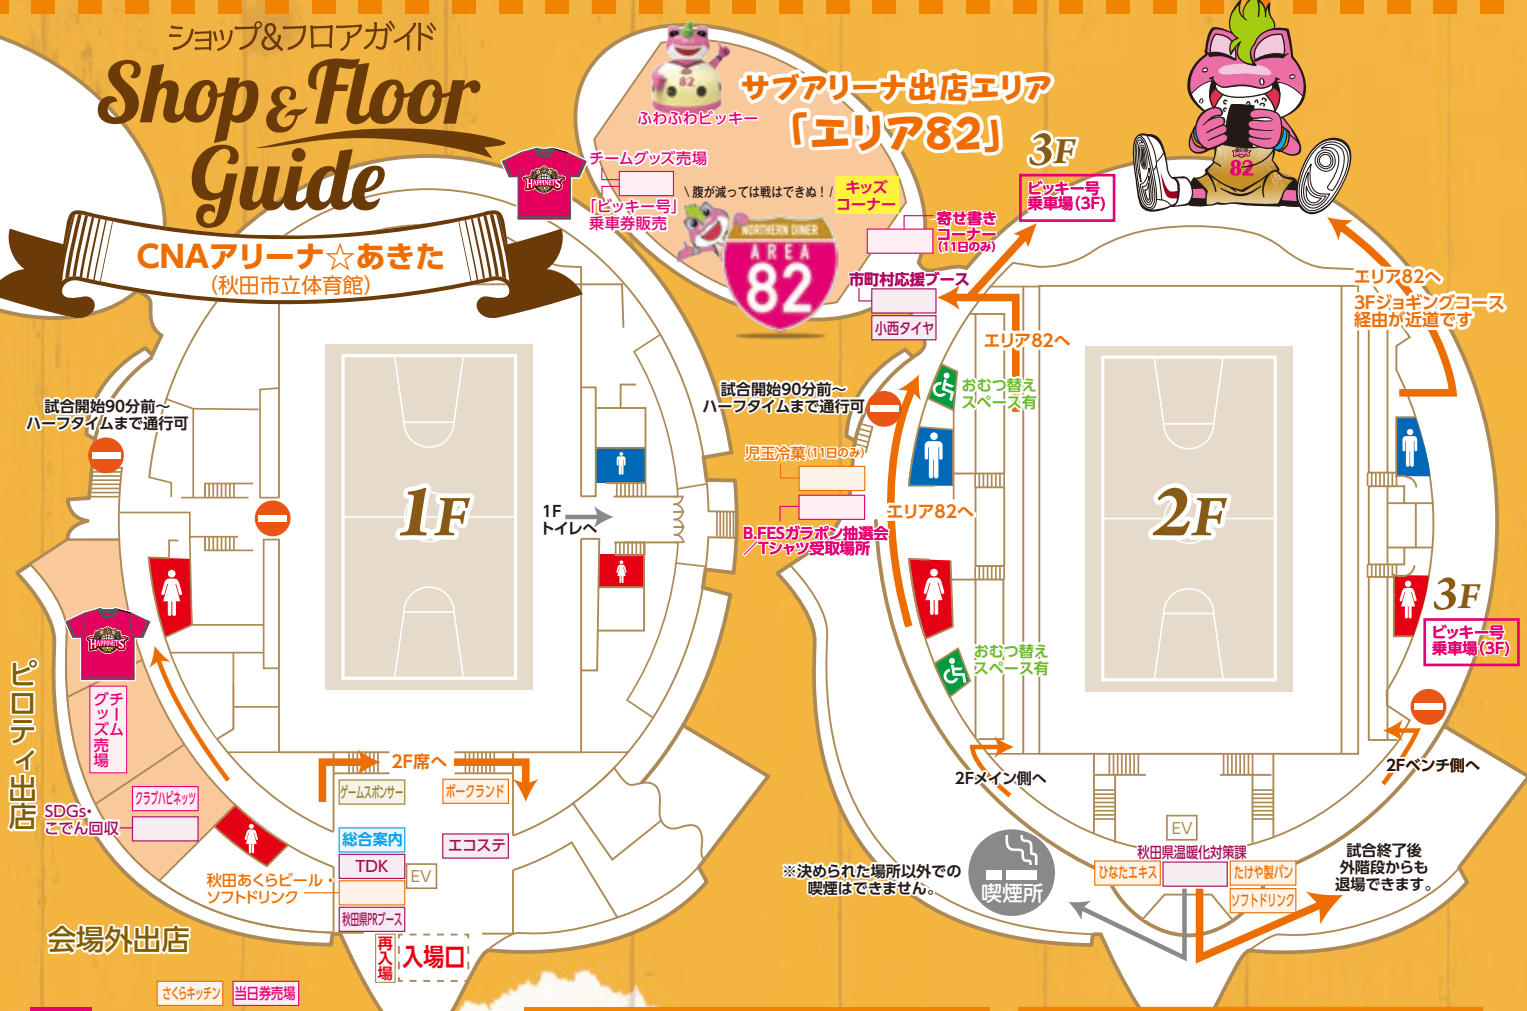 ショップ&フロアガイド
Shop & Floor
Guide
CNAアリーナ☆あきた
(秋田市立体育館)
HAPPINETS
82
ふわふわビッキー
サブアリーナ出店エリア
「エリア82」
チームグッズ売場
「ビッキー号」
乗車券販売
\腹が減っては戦はできぬ!/
キッズ
コーナー
NORTHERN DINER
AREA
82
寄せ書き
コーナー
(11日のみ)
市町村応援ブース
小西タイヤ
3F
ビッキー号
乗車場(3F)
82
エリア82へ
3Fジョギングコース
経由が近道です
エリア82へ
試合開始90分前~
ハーフタイムまで通行可
1F
1F
トイレへ
HAPPINETS
チーム
グッズ売場
ピロティ出店
クラブハピネッツ
SDGs・
こでん回収
2F席へ
ゲームスポンサー
ポークランド
総合案内
エコステ
TDK
EV
秋田あくらビール・
ソフトドリンク
秋田県PRブース
再入場
入場口
会場外出店
さくらキッチン
当日券売場
試合開始90分前~
ハーフタイムまで通行可
おむつ替え
スペース有
児玉冷菓(11日のみ)
エリア82へ
B.FESガラポン抽選会
/Tシャツ受取場所
2F
おむつ替え
スペース有
3F
ビッキー号
乗車場(3F)
2Fメイン側へ
2Fベンチ側へ
EV
秋田県温暖化対策課
ひなたエキス
たけや製パン
ソフトドリンク
※決められた場所以外での
喫煙はできません。
喫煙所
試合終了後
外階段からも
退場できます。